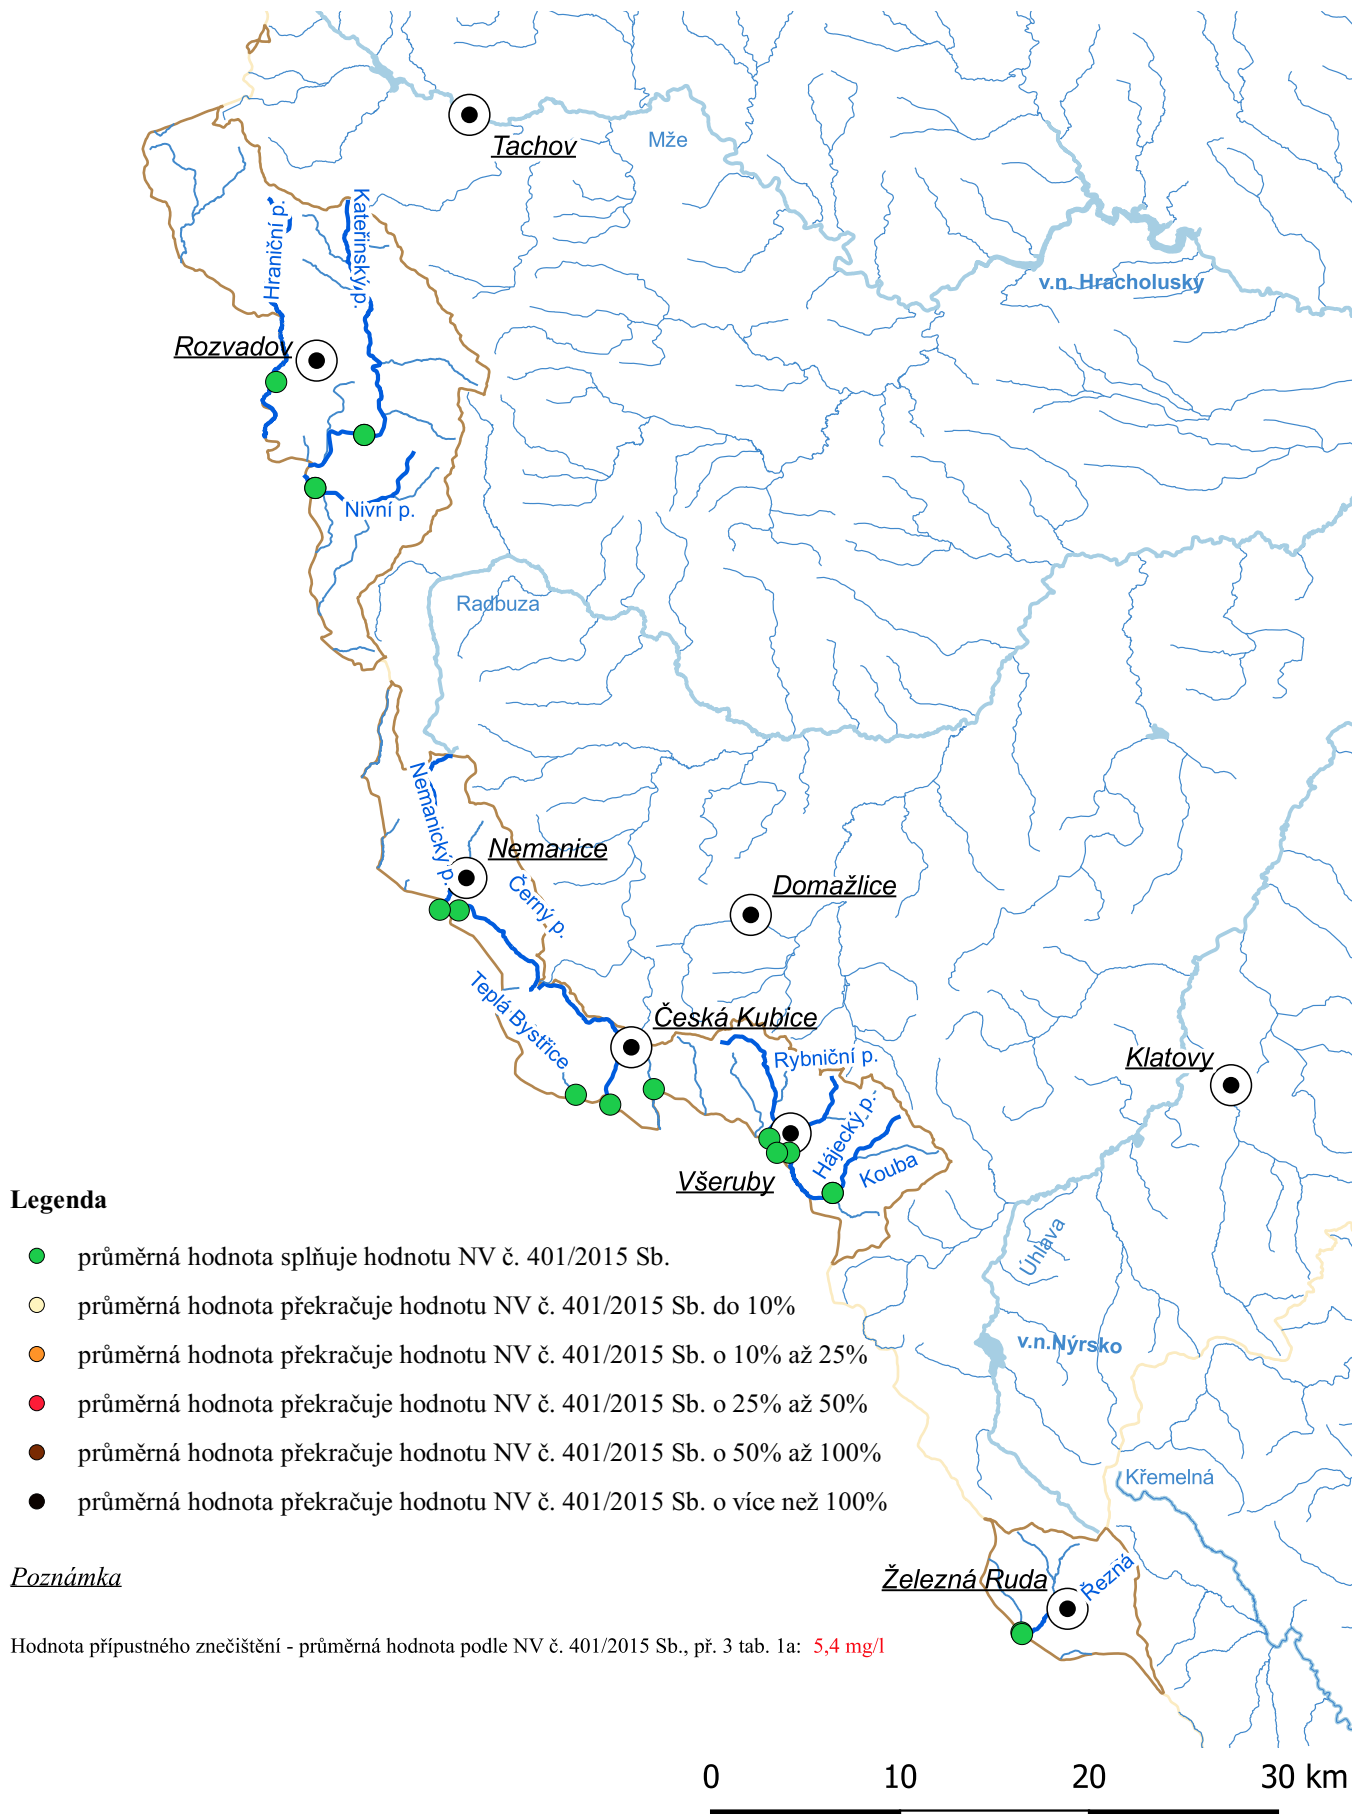 Tachov
Mže
Hraniční p.
Kateřinský p.
v.n. Hracholusky
Rozvadov
Nivní p.
Radbuza
Nemanický p.
Nemanice
Černý p.
Domažlice
Teplá Bystřice
Česká Kubice
Rybniční p.
Klatovy
Hájecký p.
Kouba
Všeruby
Legenda
Úhlava
průměrná hodnota splňuje hodnotu NV č. 401/2015 Sb.
průměrná hodnota překračuje hodnotu NV č. 401/2015 Sb. do 10%
v.n.Nýrsko
průměrná hodnota překračuje hodnotu NV č. 401/2015 Sb. o 10% až 25%
průměrná hodnota překračuje hodnotu NV č. 401/2015 Sb. o 25% až 50%
průměrná hodnota překračuje hodnotu NV č. 401/2015 Sb. o 50% až 100%
Křemelná
průměrná hodnota překračuje hodnotu NV č. 401/2015 Sb. o více než 100%
Poznámka
Železná Ruda
Řezná
Hodnota přípustného znečištění - průměrná hodnota podle NV č. 401/2015 Sb., př. 3 tab. 1a: 5,4 mg/l
0 10 20 30 km